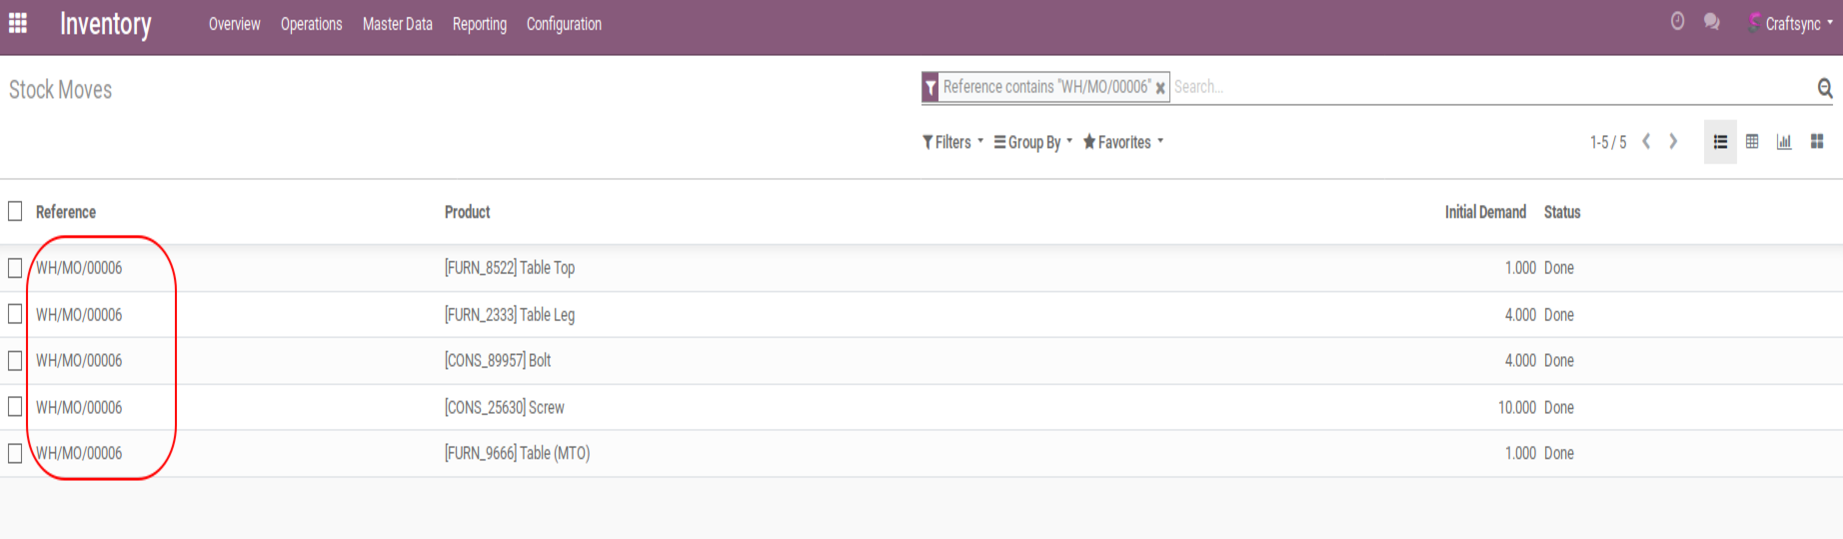 Inventory Overview Operations Master Data Reporting Configuration Craftsync
Stock Moves Reference contains "WH/MO/00006" Search...
Filters Group By Favorites 1-5 / 5
Reference Product Initial Demand Status
WH/MO/00006 [FURN_8522] Table Top 1.000 Done
WH/MO/00006 [FURN_2333] Table Leg 4.000 Done
WH/MO/00006 [CONS_89957] Bolt 4.000 Done
WH/MO/00006 [CONS_25630] Screw 10.000 Done
WH/MO/00006 [FURN_9666] Table (MTO) 1.000 Done